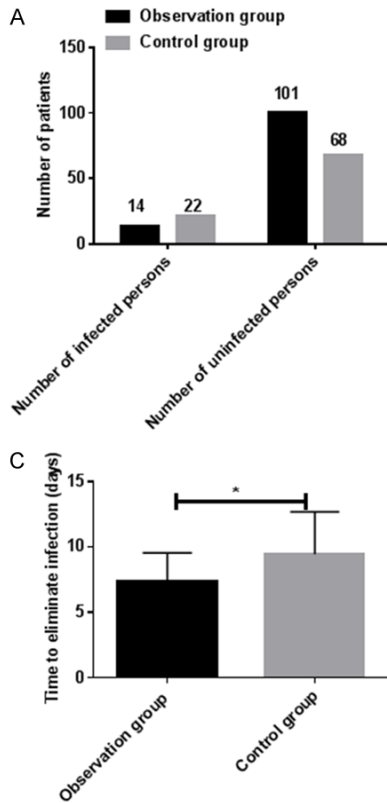 A
Observation group
Control group
Number of patients
150
100
50
0
14
22
101
68
Number of infected persons
Number of uninfected persons
C
Time to eliminate infection (days)
15
10
5
0
*
Observation group
Control group